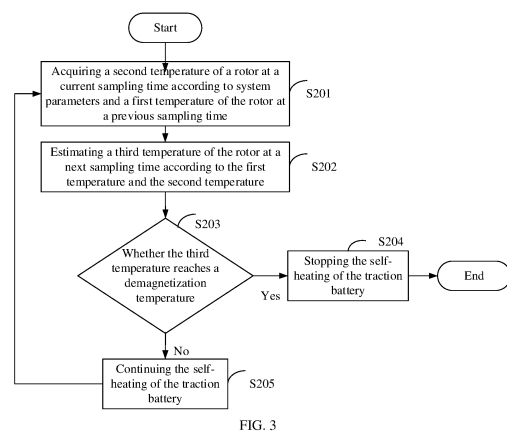 Start
Acquiring a second temperature of a rotor at a
current sampling time according to system
parameters and a first temperature of the rotor at
a previous sampling time
S201
Estimating a third temperature of the rotor at a
next sampling time according to the first
temperature and the second temperature
S202
S203
Whether the third
temperature reaches a
demagnetization
temperature
Yes
S204
Stopping the self-
heating of the traction
battery
End
No
Continuing the self-
heating of the traction
battery
S205
FIG. 3